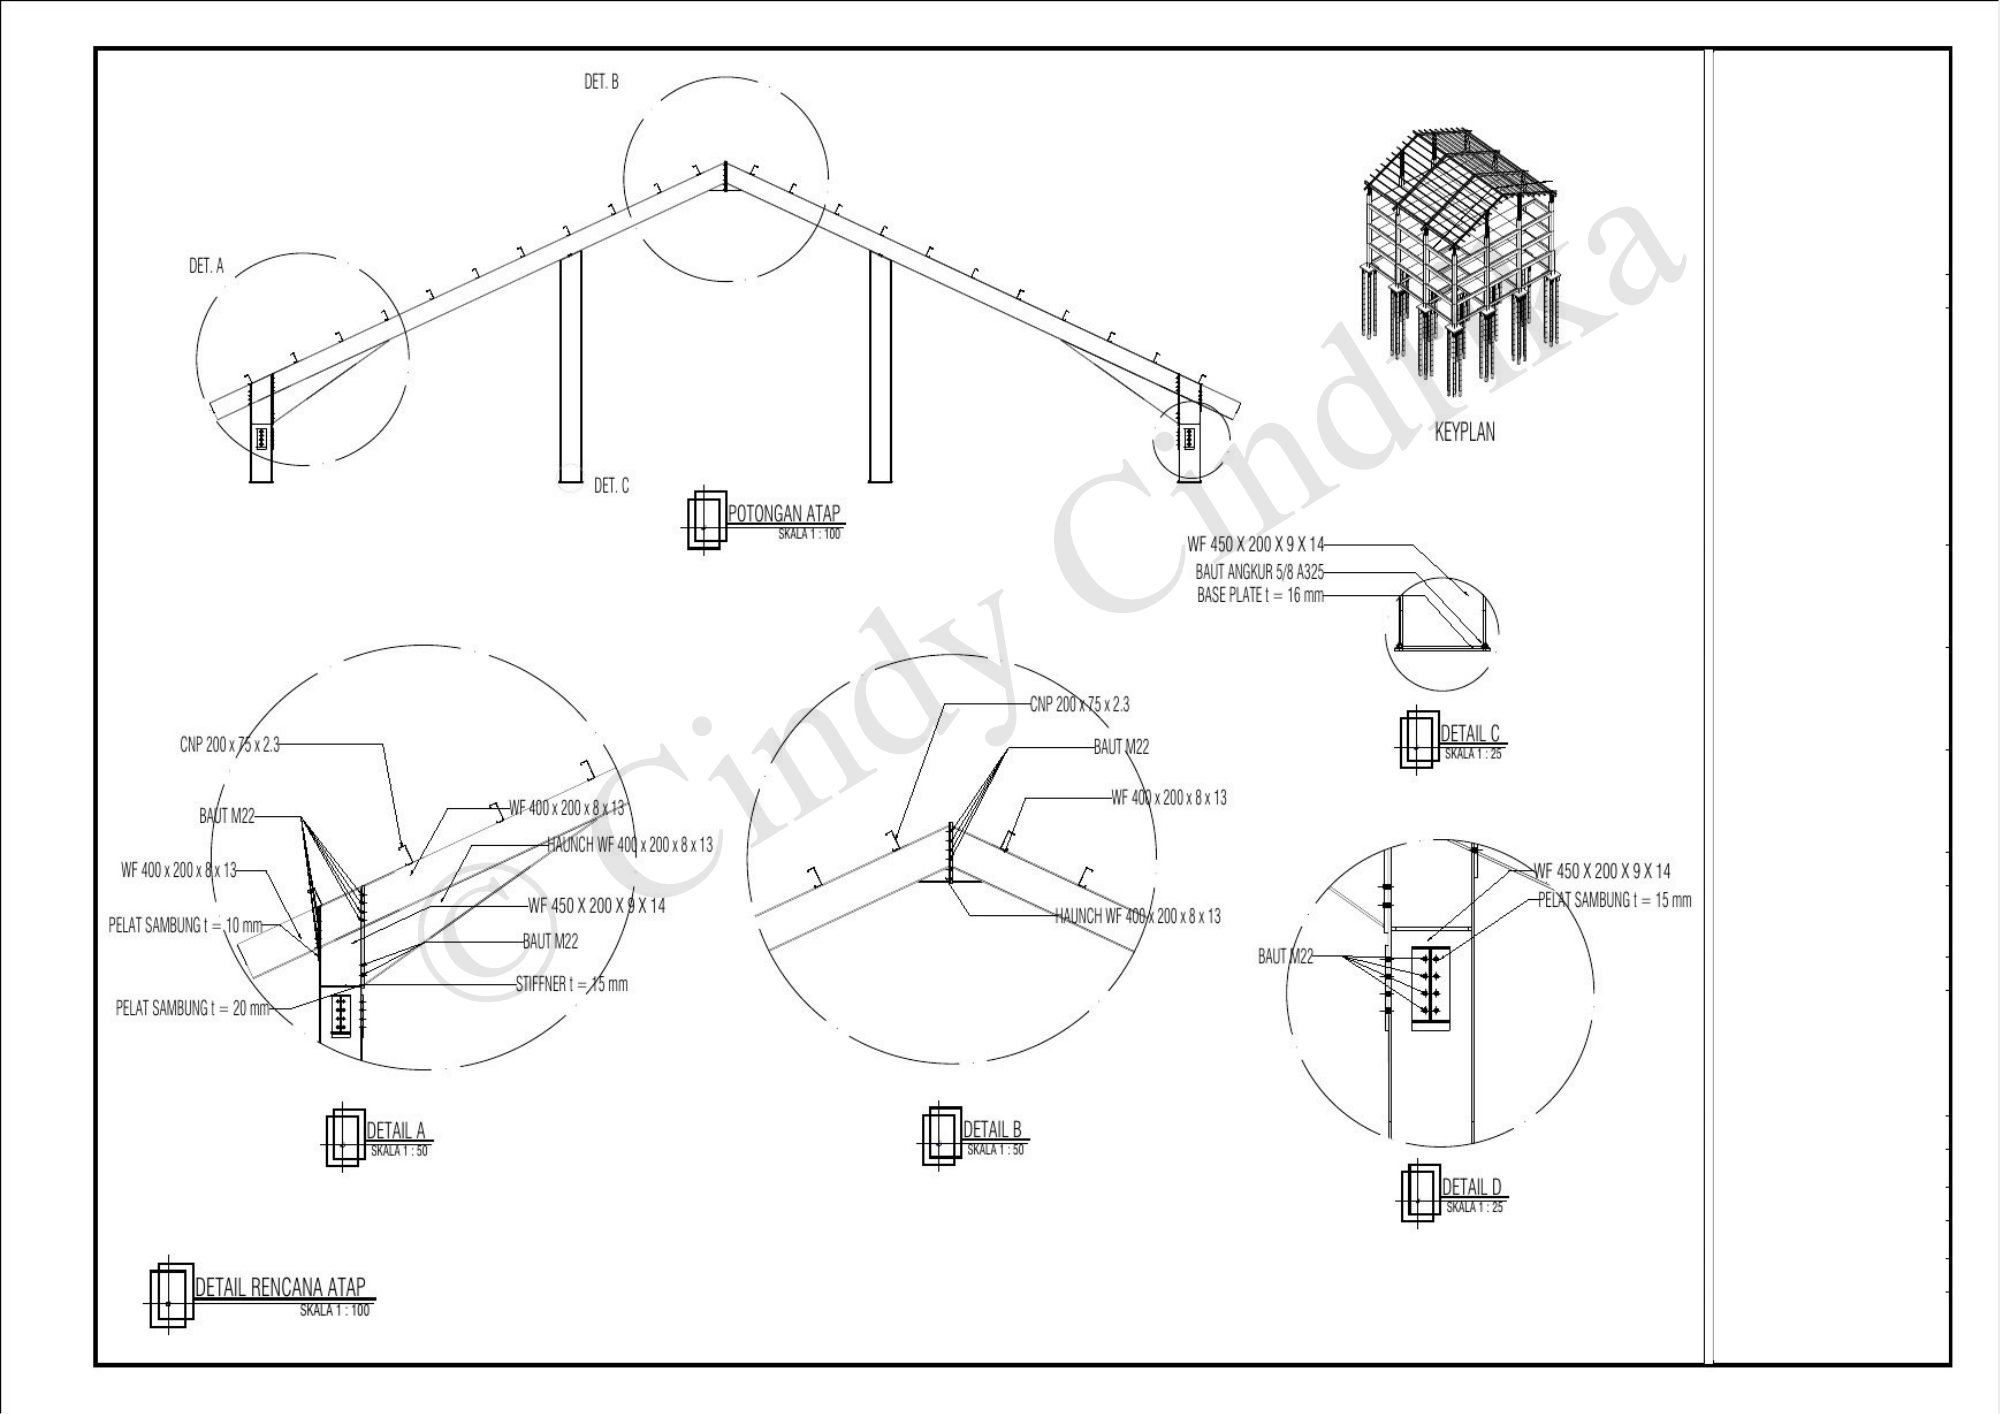 DET. B
DET. A
DET. C
POTONGAN ATAP
SKALA 1 : 100
KEYPLAN
WF 450 X 200 X 9 X 14
BAUT ANGKUR 5/8 A325
BASE PLATE t = 16 mm
DETAIL C
SKALA 1 : 25
CNP 200 x 75 x 2.3
BAUT M22
WF 400 x 200 x 8 x 13
PELAT SAMBUNG t = 10 mm
PELAT SAMBUNG t = 20 mm
WF 400 x 200 x 8 x 13
HAUNCH WF 400 x 200 x 8 x 13
WF 450 X 200 X 9 X 14
BAUT M22
STIFFNER t = 15 mm
DETAIL A
SKALA 1 : 50
CNP 200 x 75 x 2.3
BAUT M22
WF 400 x 200 x 8 x 13
HAUNCH WF 400 x 200 x 8 x 13
DETAIL B
SKALA 1 : 50
WF 450 X 200 X 9 X 14
PELAT SAMBUNG t = 15 mm
BAUT M22
DETAIL D
SKALA 1 : 25
DETAIL RENCANA ATAP
SKALA 1 : 100
© Cindy Cindrika